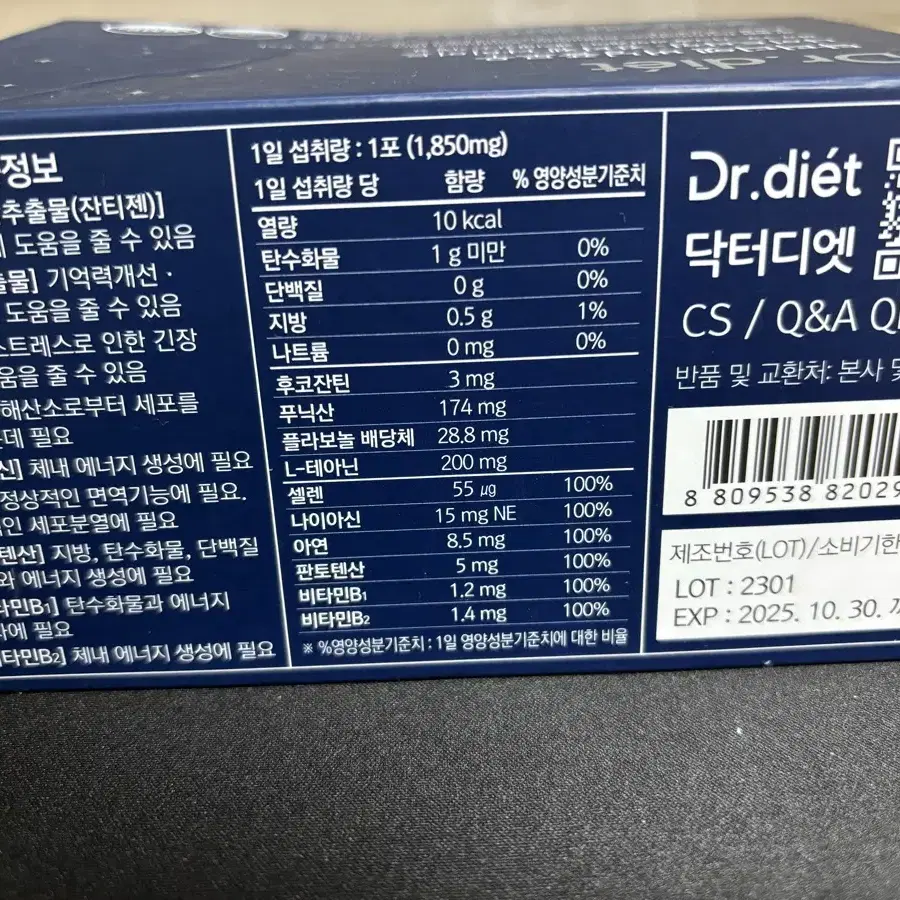 Dr.diét
정보
추출물(잔티젠)]
도움을 줄 수 있음
기억력개선 ·
도움을 줄 수 있음
스트레스로 인한 긴장
움을 줄 수 있음
해산소로부터 세포를
데 필요
체내 에너지 생성에 필요
정상적인 면역기능에 필요.
세포분열에 필요
지방, 탄수화물, 단백질
와 에너지 생성에 필요
타민B₁] 탄수화물과 에너지
에 필요
타민B₂] 체내 에너지 생성에 필요
1일 섭취량 : 1포 (1,850mg)
1일 섭취량 당 함량 % 영양성분기준치
열량 10 kcal
탄수화물 1 g 미만 0%
단백질 0 g 0%
지방 0.5 g 1%
나트륨 0 mg 0%
후코잔틴 3 mg
푸닉산 174 mg
플라보놀 배당체 28.8 mg
L-테아닌 200 mg
셀렌 55 ㎍ 100%
나이아신 15 mg NE 100%
아연 8.5 mg 100%
판토텐산 5 mg 100%
비타민B₁ 1.2 mg 100%
비타민B₂ 1.4 mg 100%
※ %영양성분기준치 : 1일 영양성분기준치에 대한 비율
Dr.diét
닥터디엣
CS / Q&A
반품 및 교환처: 본사 및
8 809538 82029
제조번호(LOT)/소비기한
LOT : 2301
EXP : 2025. 10. 30.